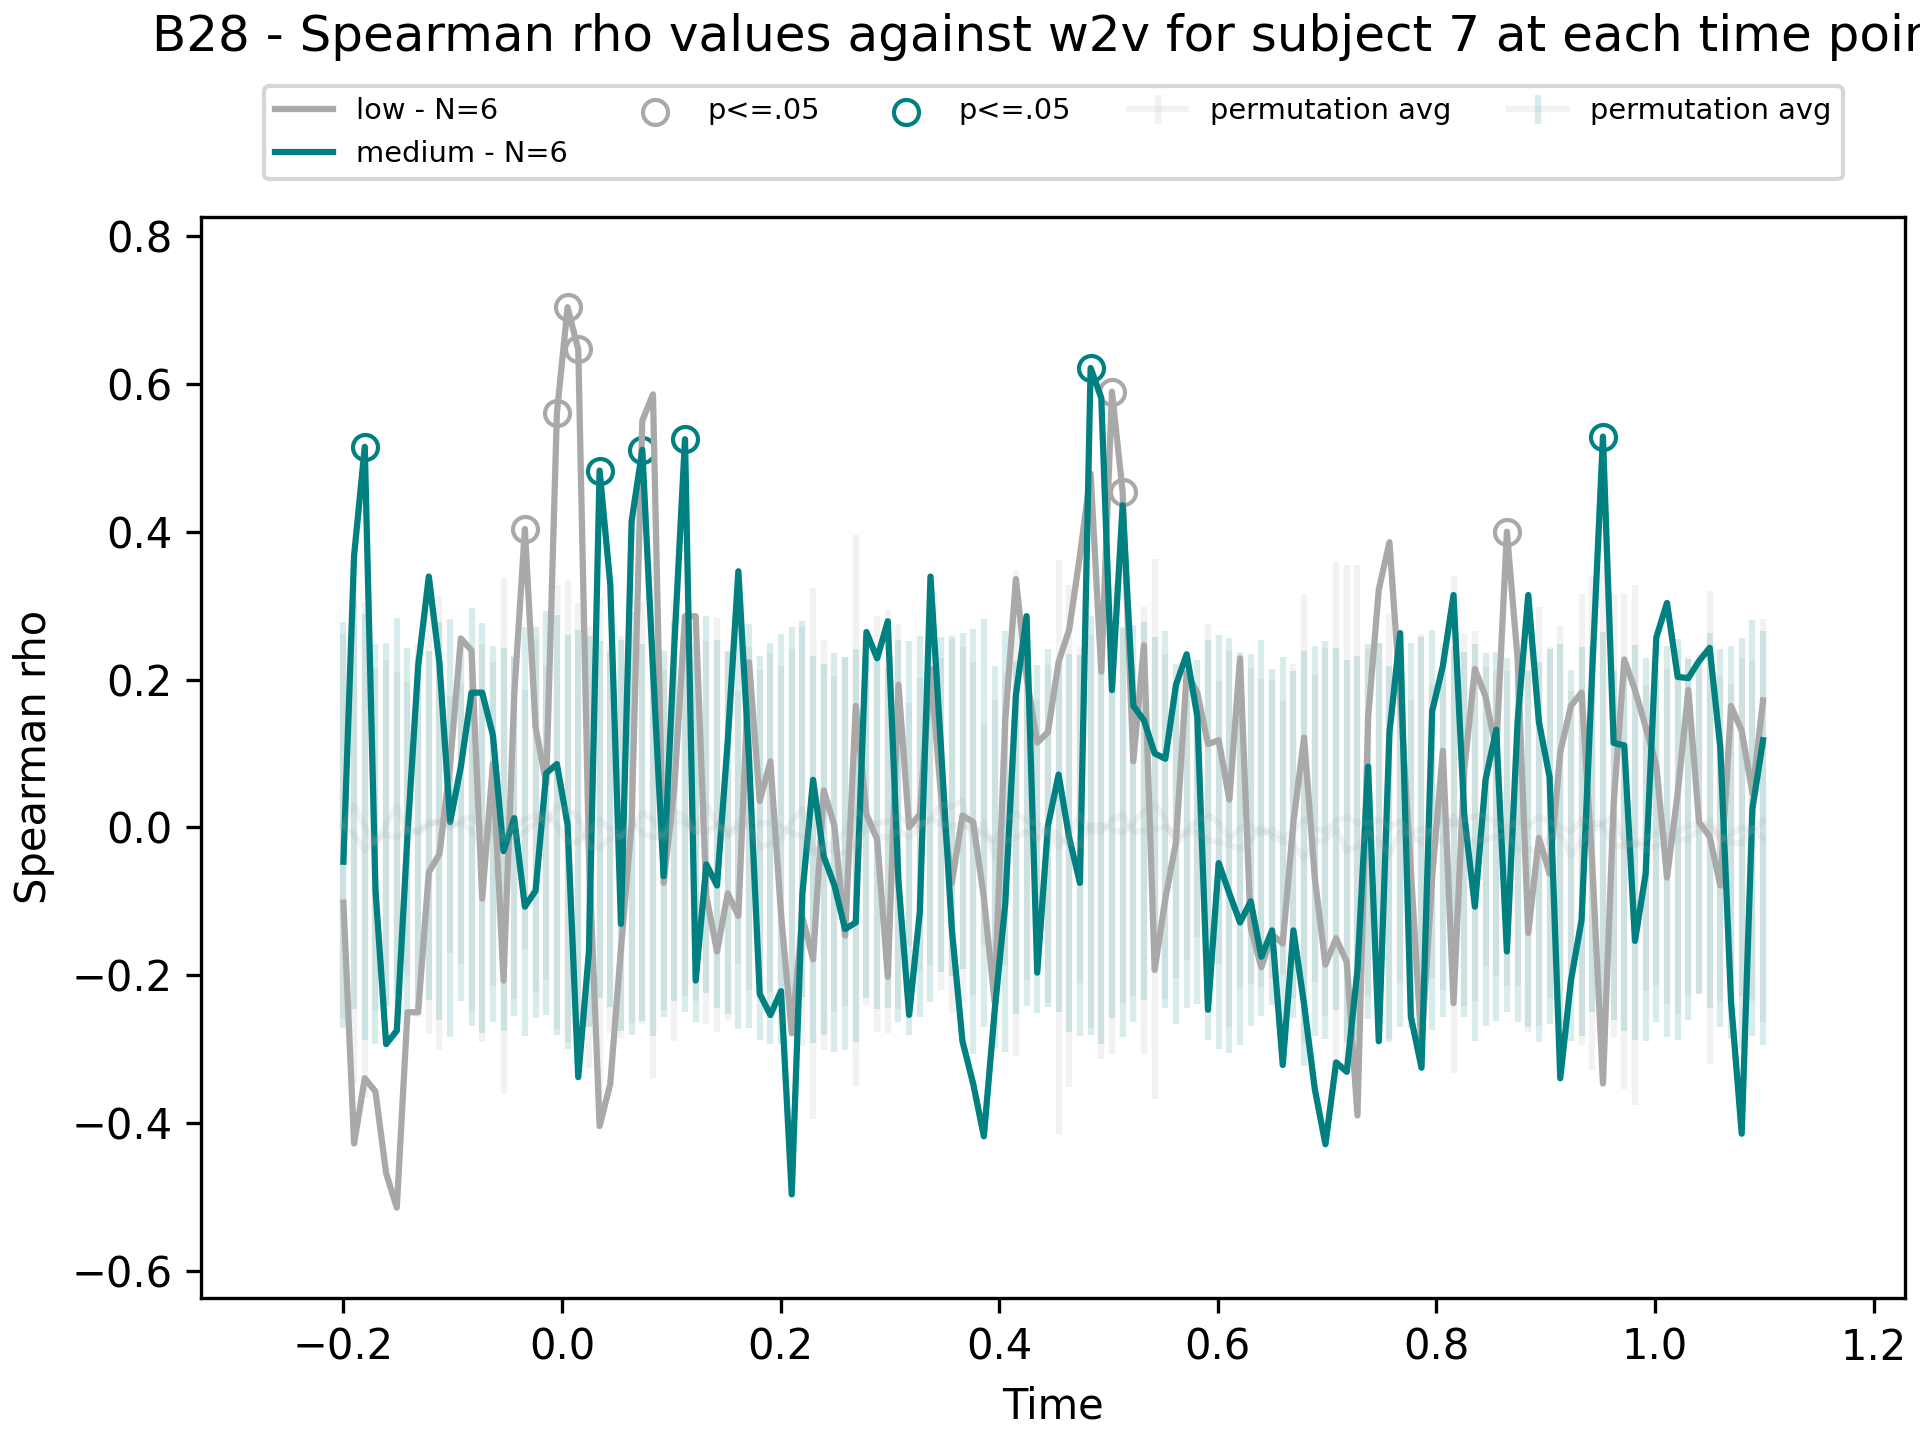 B28 - Spearman rho values against w2v for subject 7 at each time
low - N=6
medium - N=6
p<=.05
p<=.05
permutation avg
permutation avg
Spearman rho
0.8
0.6
0.4
0.2
0.0
−0.2
−0.4
−0.6
−0.2
0.0
0.2
0.4
0.6
0.8
1.0
1.2
Time